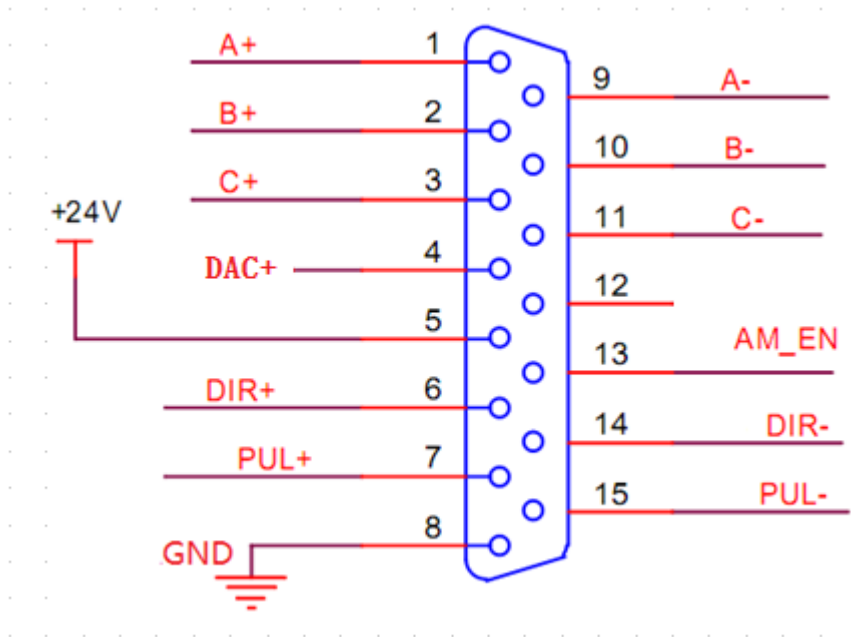 A+ 1
9 A-
B+ 2
10 B-
C+ 3
11 C-
+24V
DAC+ 4
12
5
AM_EN
13
DIR+ 6
14 DIR-
PUL+ 7
15 PUL-
8
GND